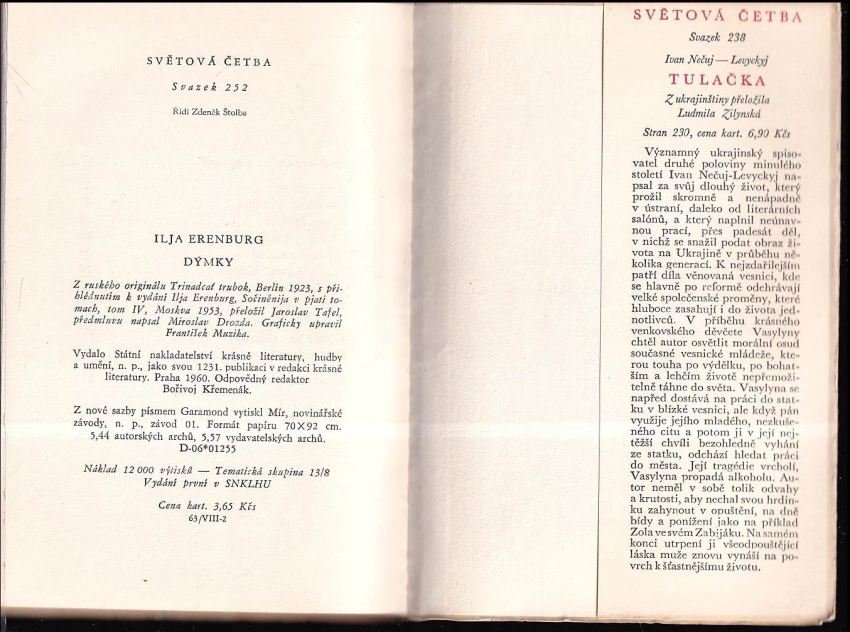 SVĚTOVÁ ČETBA
Svazek 252
Řídí Zdeněk Štolba
ILJA ERENBURG
DÝMKY
Z ruského originálu Trinadcať trubok, Berlín 1923, s při-
hlédnutím k vydání Ilja Erenburg, Sočiněnija v pjati to-
mach, tom IV, Moskva 1953, přeložil Jaroslav Tafel,
předmluvu napsal Miroslav Drozda. Graficky upravil
František Muzika.
Vydalo Státní nakladatelství krásné literatury, hudby
a umění, n. p., jako svou 1231. publikaci v redakci krásné
literatury. Praha 1960. Odpovědný redaktor
Bořivoj Křemenák.
Z nové sazby písmem Garamond vytiskl Mír, novinářské
závody, n. p., závod 01. Formát papíru 70×92 cm.
5,44 autorských archů, 5,57 vydavatelských archů.
D-06*01255
Náklad 12 000 výtisků — Tematická skupina 13/8
Vydání první v SNKLHU
Cena kart. 3,65 Kčs
63/VIII-2
SVĚTOVÁ ČETBA
Svazek 238
Ivan Nečuj — Levyckyj
TULAČKA
Z ukrajinštiny přeložila
Ludmila Zilynská
Stran 230, cena kart. 6,90 Kčs
Významný ukrajinský spiso-
vatel druhé poloviny minulého
století Ivan Nečuj-Levyckyj na-
psal za svůj dlouhý život, který
prožil skromně a nenápadně
v ústraní, daleko od literárních
salónů, a který naplnil neúnav-
nou prací, přes padesát děl,
v nichž se snažil podat obraz ži-
vota na Ukrajině v průběhu ně-
kolika generací. K nejzdařilejším
patří díla věnovaná vesnici, kde
se hlavně po reformě odehrávají
velké společenské proměny, které
hluboce zasahují i do života jed-
notlivců. V příběhu krásného
venkovského děvčete Vasylyny
chtěl autor osvětlit morální osud
současné vesnické mládeže, kte-
rou touha po výdělku, po bohat-
ším a lehčím životě nepřemoži-
telně táhne do světa. Vasylyna se
napřed dostává na práci do stat-
ku v blízké vesnici, ale když pán
využije jejího mladého, nezkuše-
ného citu a potom ji v její nej-
těžší chvíli bezohledně vyhání
ze statku, odchází hledat práci
do města. Její tragédie vrcholí,
Vasylyna propadá alkoholu. Au-
tor neměl v sobě tolik odvahy
a krutosti, aby nechal svou hrdin-
ku zahynout v opuštění, na dně
bídy a ponížení jako na příklad
Zola ve svém Zabijáku. Na samém
konci utrpení ji všeodpouštějící
láska muže znovu vynáší na po-
vrch k šťastnějšímu životu.